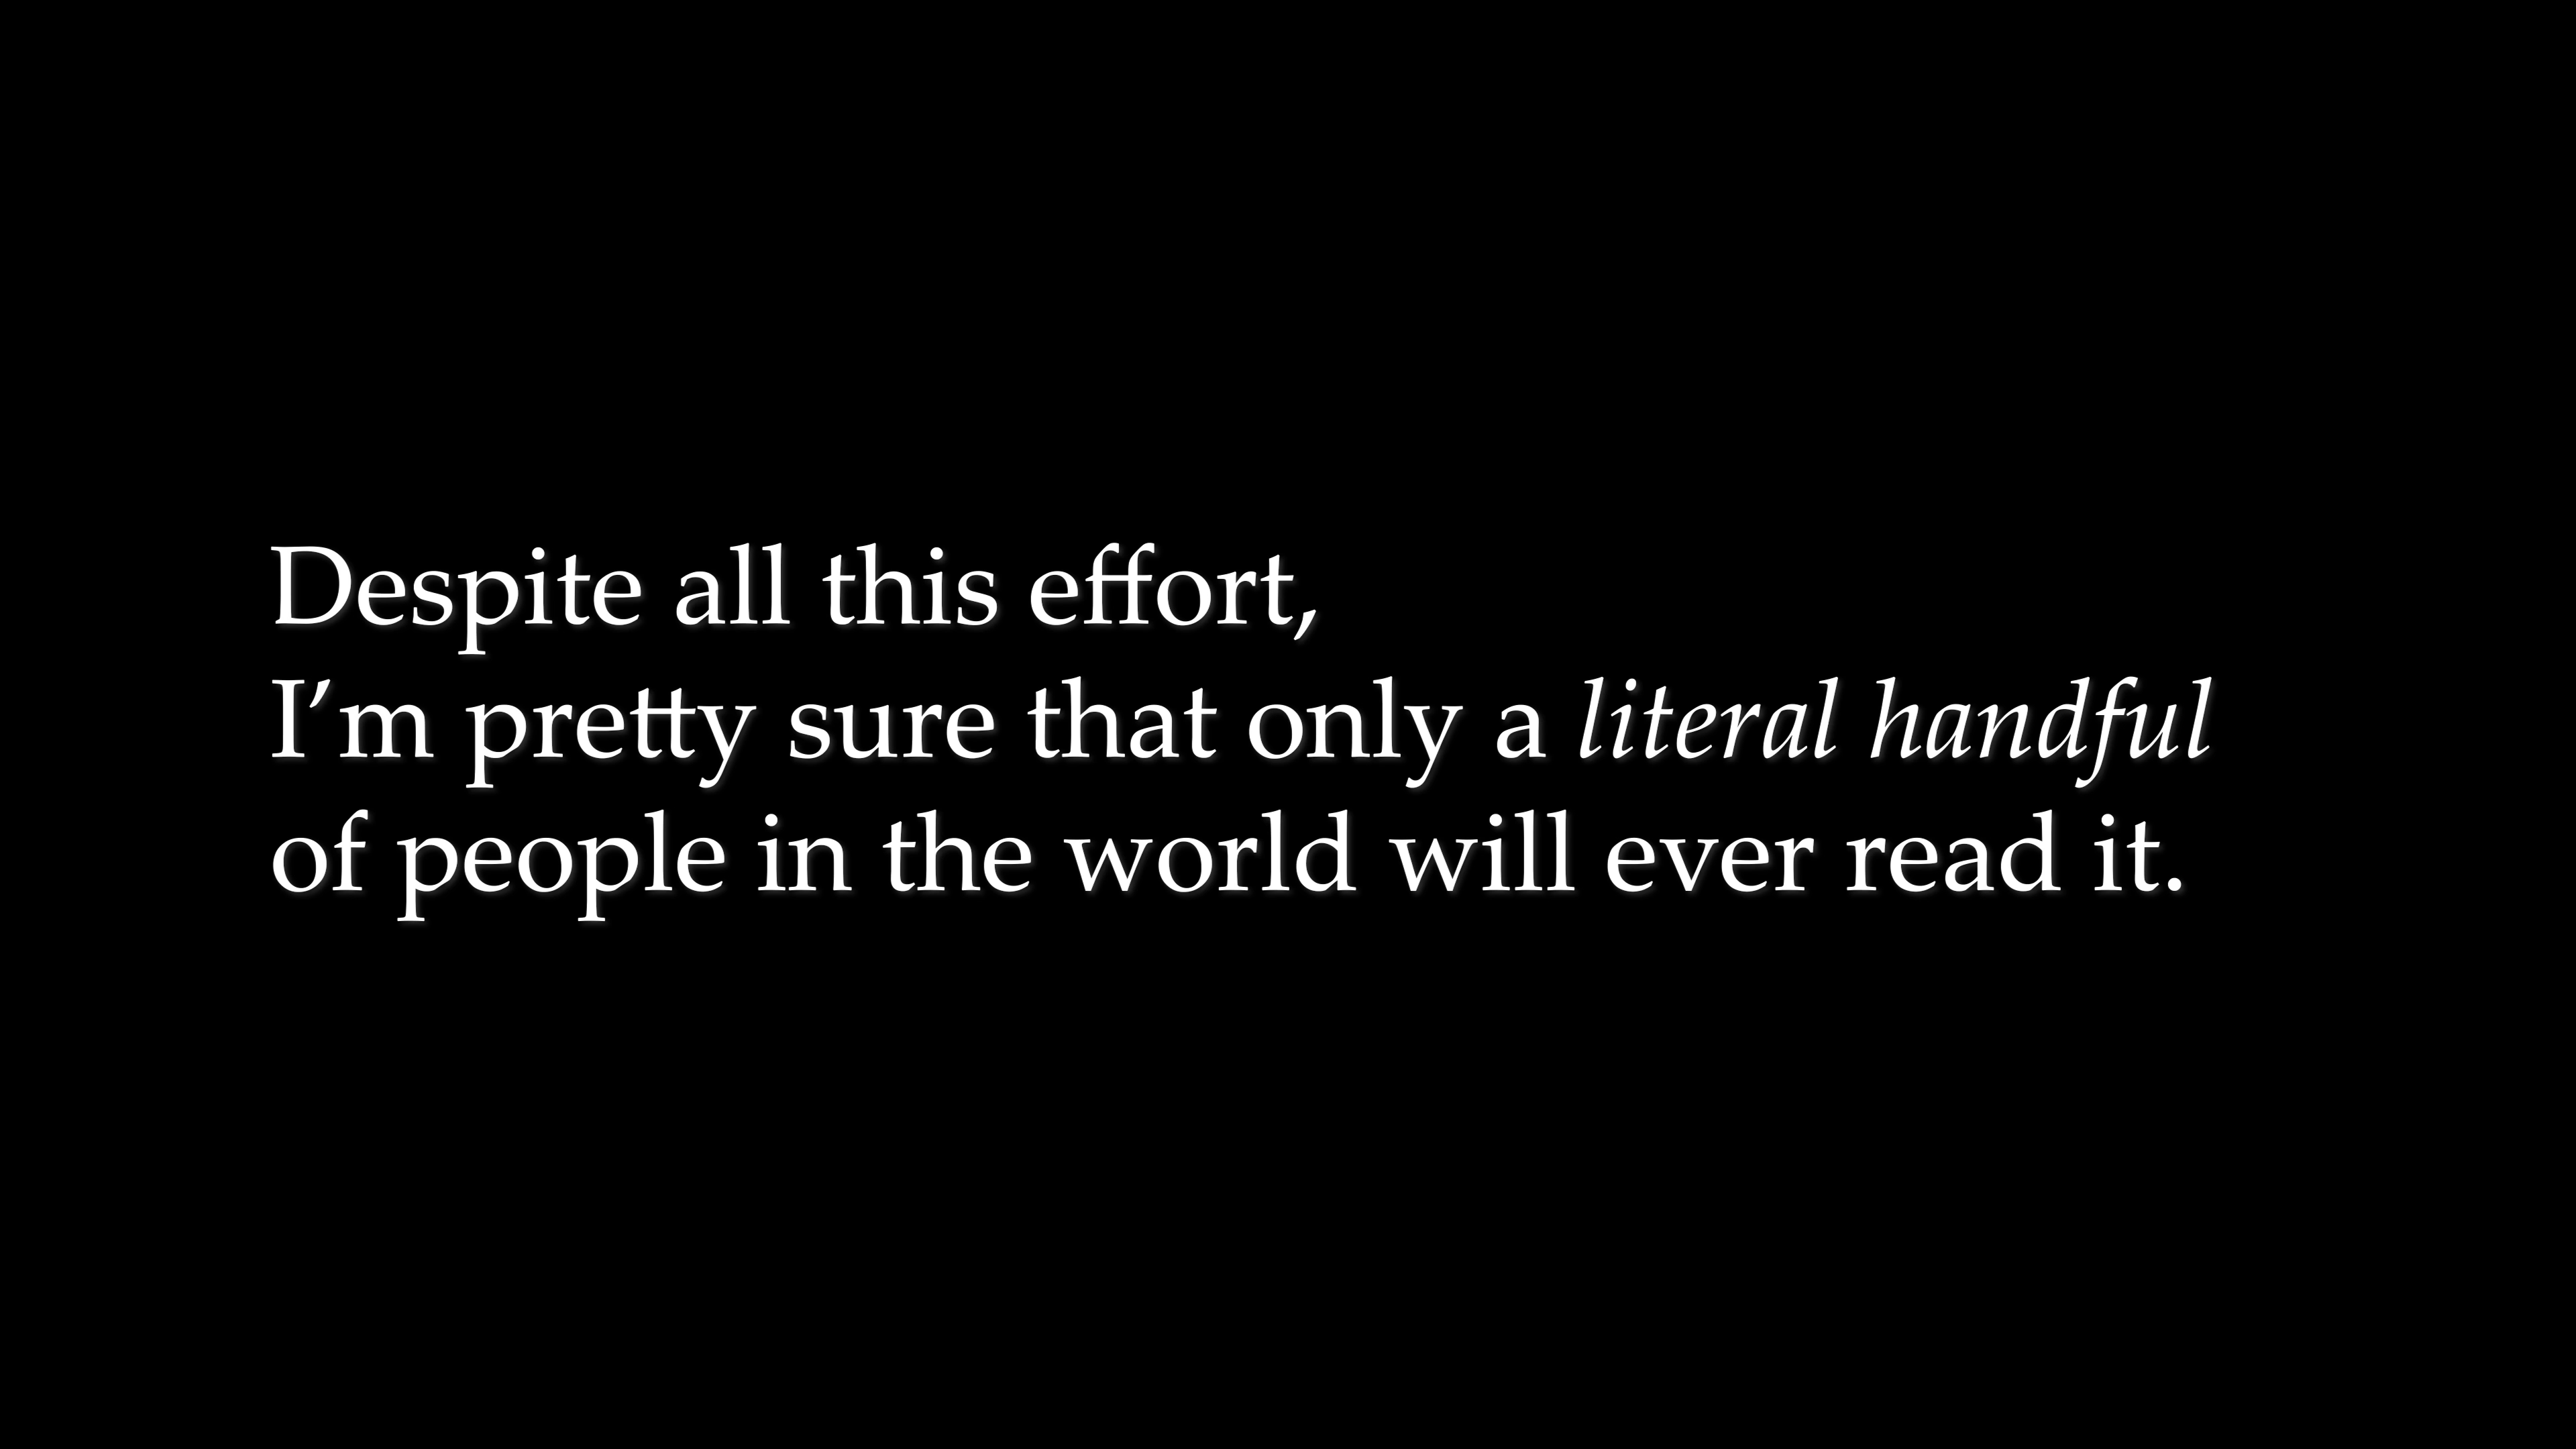 Despite all this effort,
I’m pretty sure that only a literal handful
of people in the world will ever read it.